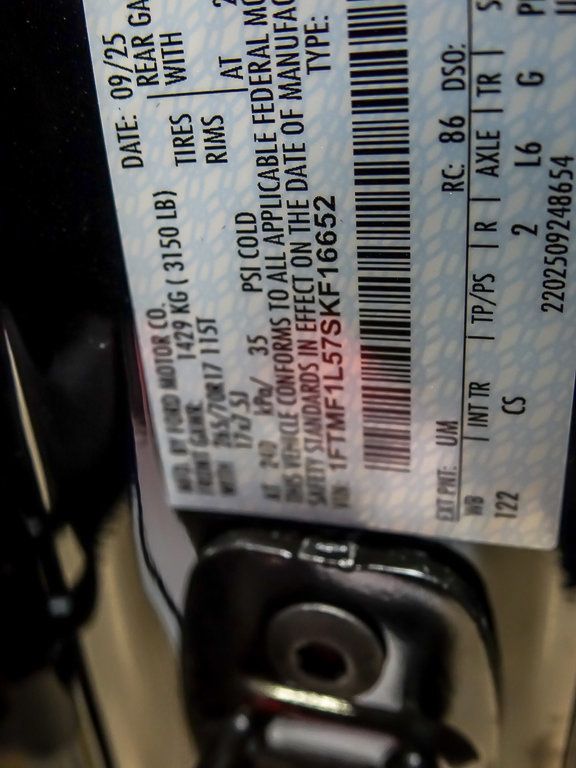 MFD. BY FORD MOTOR CO. DATE: 09/25
FRONT GAWR: 1429 KG ( 3150 LB) REAR GA
WITH 265/70R17 115T TIRES WITH
17x7.5J RIMS
AT 240 kPa/ 35 PSI COLD AT 2
THIS VEHICLE CONFORMS TO ALL APPLICABLE FEDERAL MO
SAFETY STANDARDS IN EFFECT ON THE DATE OF MANUFAC
VIN: 1FTMF1L57SKF16652 TYPE:
EXT PNT: UM RC: 86 DSO:
WB INT TR TP/PS R AXLE TR S
122 CS 2 L6 G
2202509248654